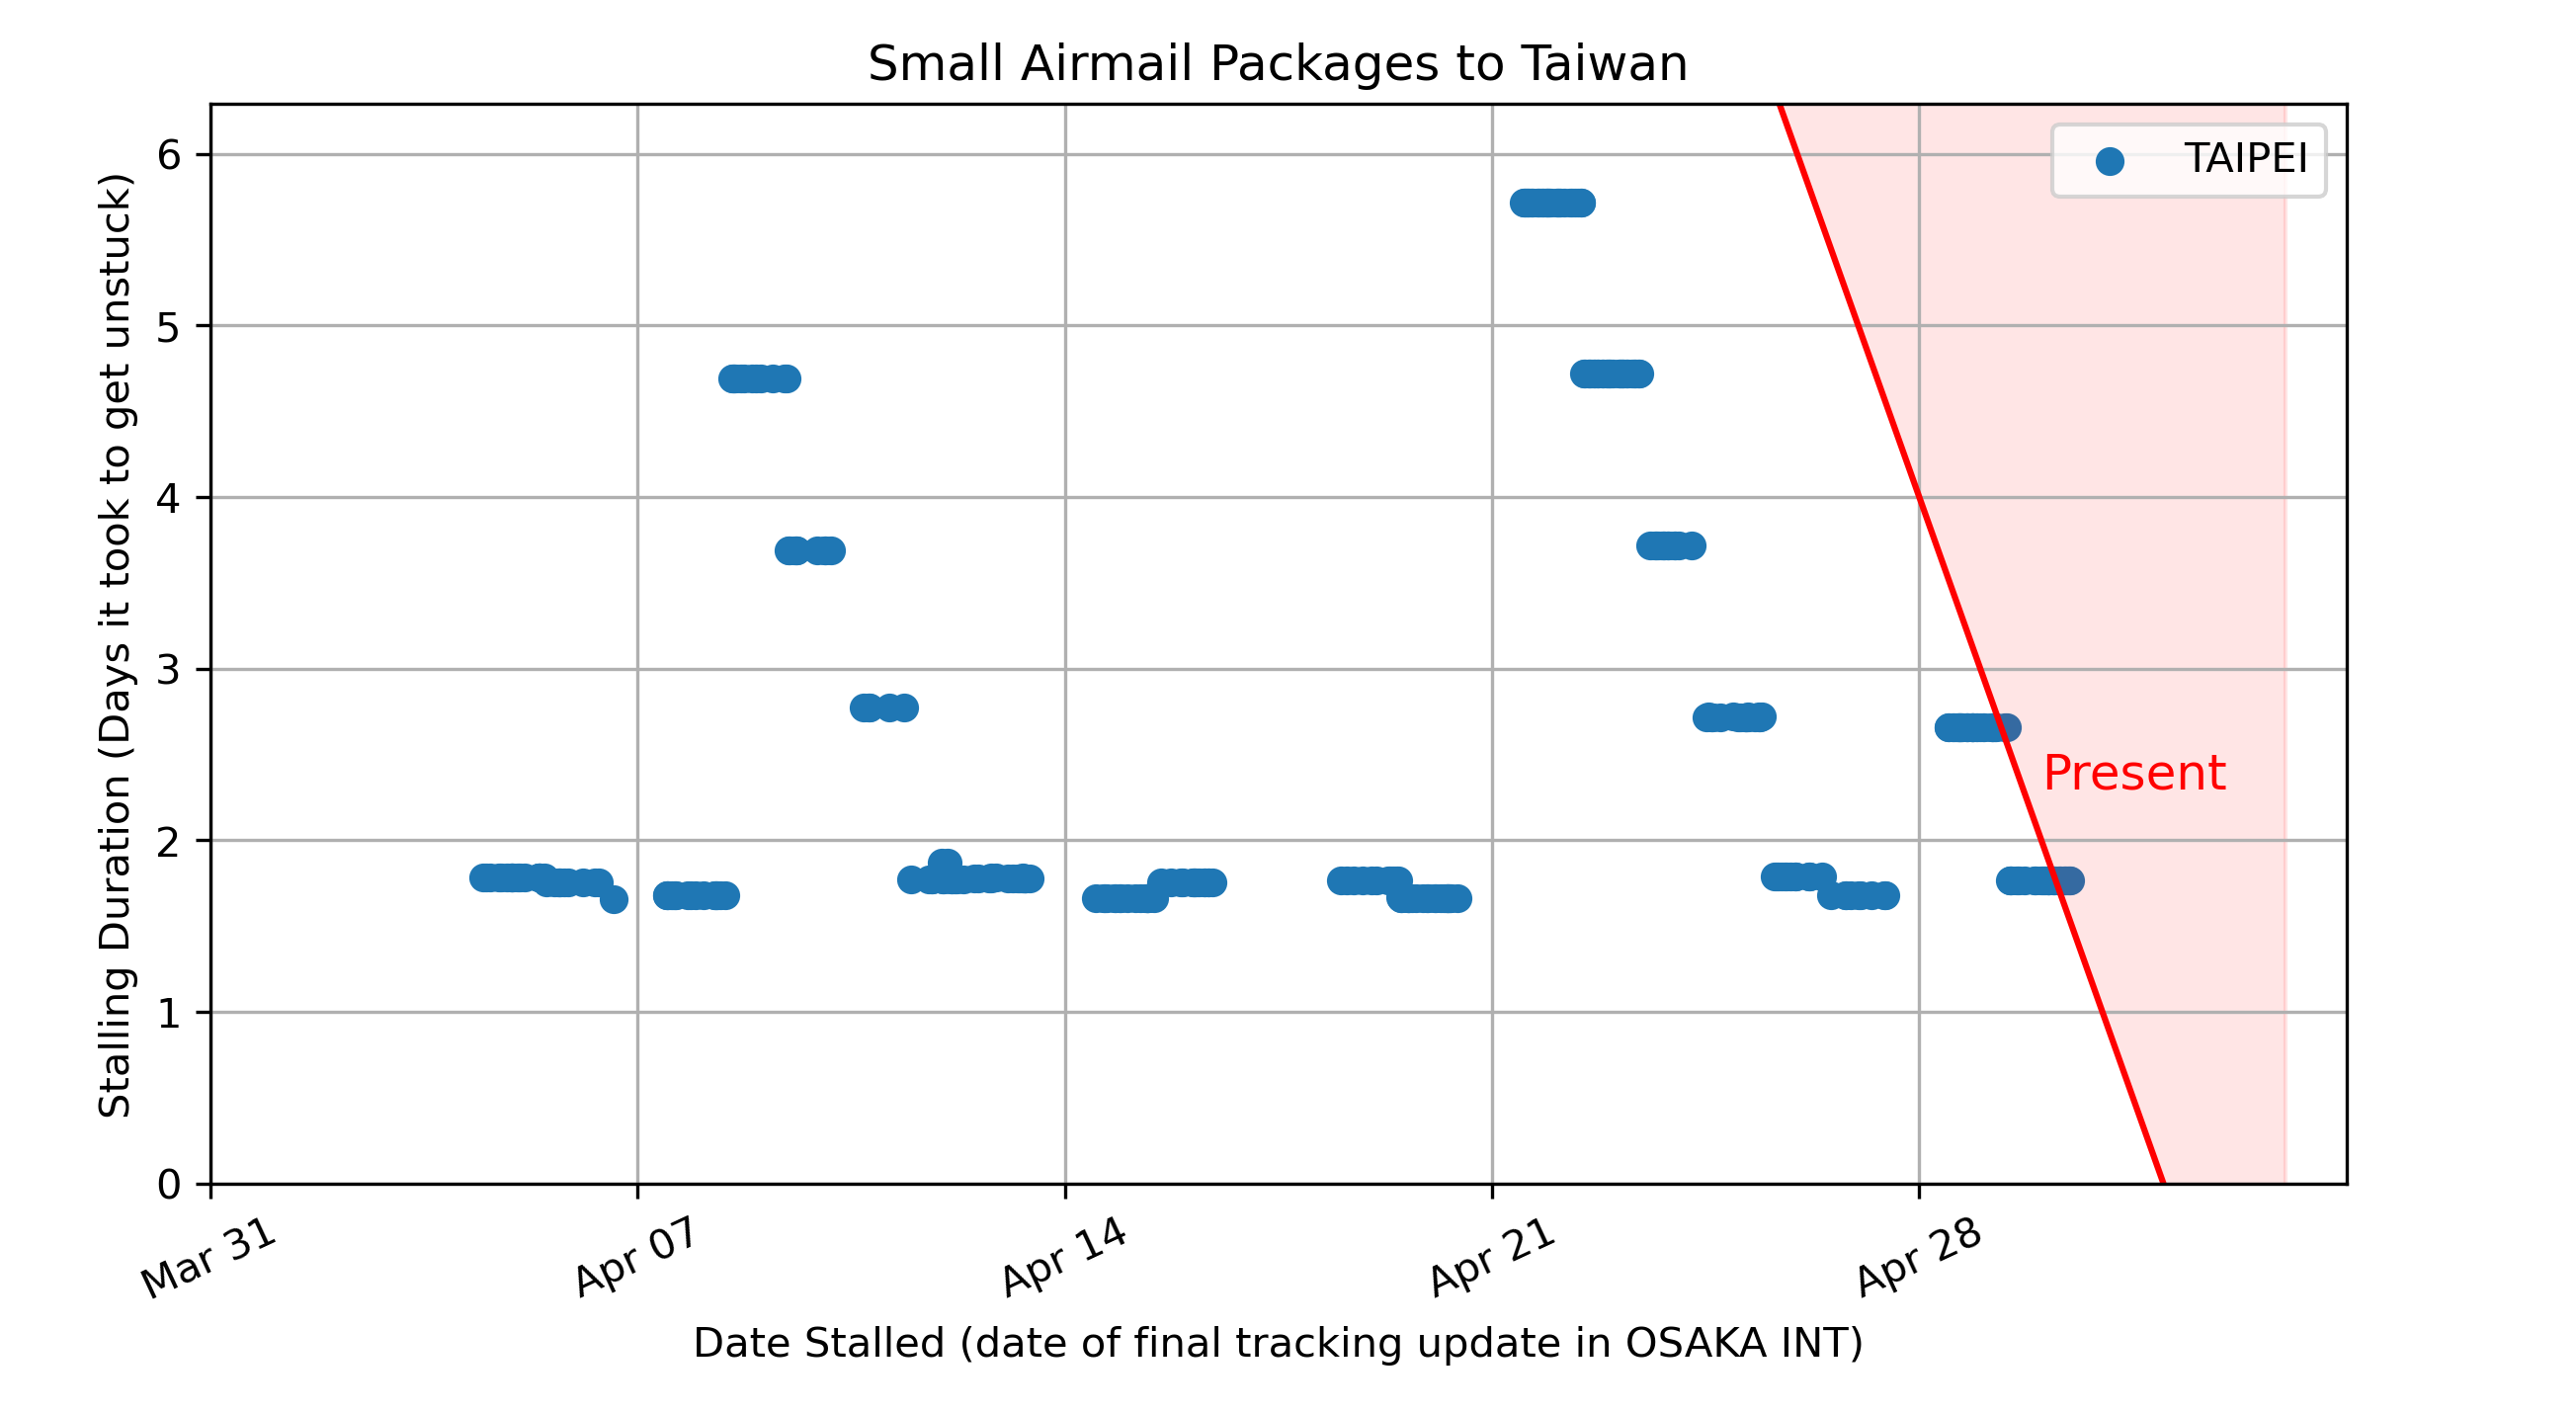 Small Airmail Packages to Taiwan
Stalling Duration (Days it took to get unstuck)
6
5
4
3
2
1
0
TAIPEI
Present
Mar 31
Apr 07
Apr 14
Apr 21
Apr 28
Date Stalled (date of final tracking update in OSAKA INT)